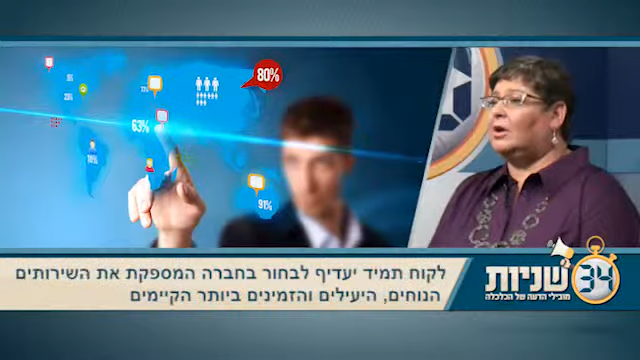 80%
63%
91%
לקוח תמיד יעדיף לבחור בחברה המספקת את השירותים
הנוחים, היעילים והזמינים ביותר הקיימים
34 שניות
מובילי הדעה של הכלכלה